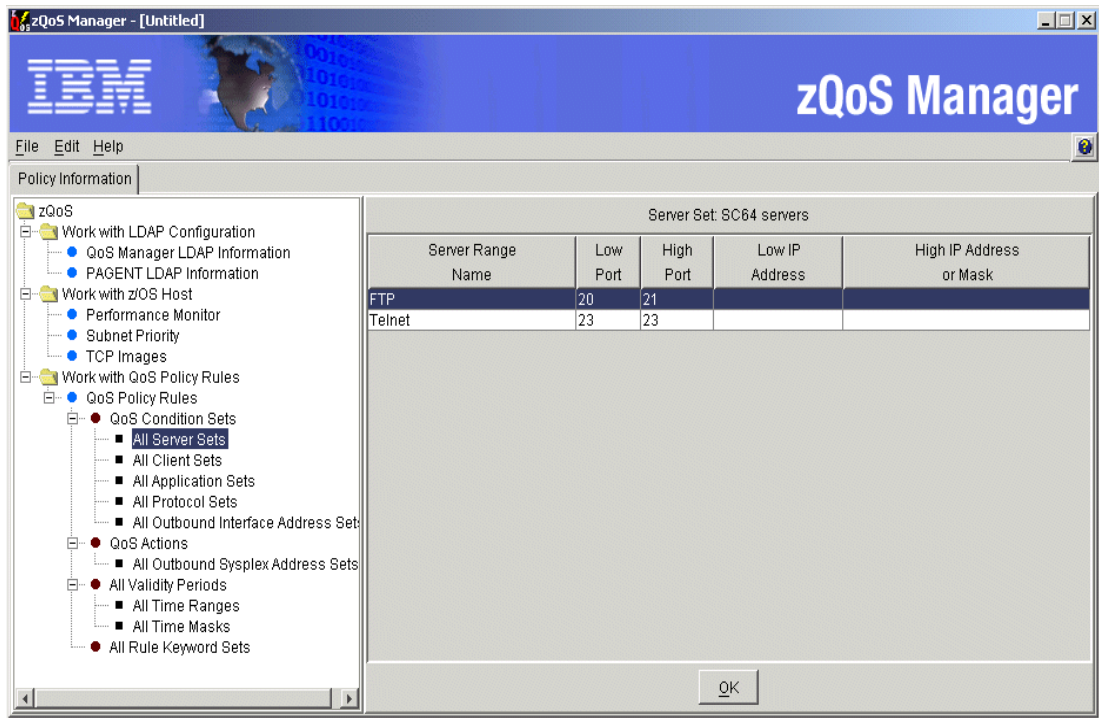 zQoS Manager - [Untitled]
IBM
zQoS Manager
File Edit Help
Policy Information
zQoS
Work with LDAP Configuration
QoS Manager LDAP Information
PAGENT LDAP Information
Work with z/OS Host
Performance Monitor
Subnet Priority
TCP Images
Work with QoS Policy Rules
QoS Policy Rules
QoS Condition Sets
All Server Sets
All Client Sets
All Application Sets
All Protocol Sets
All Outbound Interface Address Sets
QoS Actions
All Outbound Sysplex Address Sets
All Validity Periods
All Time Ranges
All Time Masks
All Rule Keyword Sets
Server Set: SC64 servers
Server Range Name Low Port High Port Low IP Address High IP Address or Mask
FTP 20 21
Telnet 23 23
OK